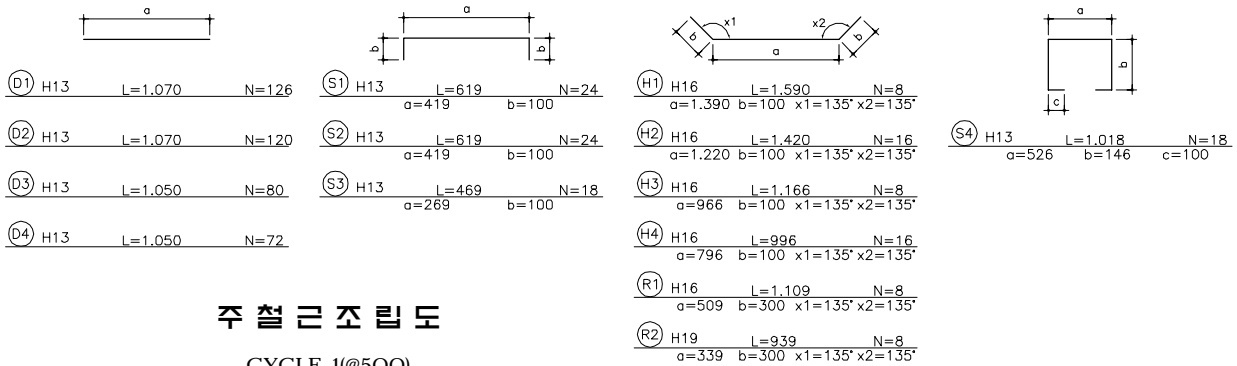 a
D1 H13 L=1.070 N=126
D2 H13 L=1.070 N=120
D3 H13 L=1.050 N=80
D4 H13 L=1.050 N=72
a
b b
S1 H13 L=619 N=24
a=419 b=100
S2 H13 L=619 N=24
a=419 b=100
S3 H13 L=469 N=18
a=269 b=100
x1 x2
b a b
H1 H16 L=1.590 N=8
a=1.390 b=100 x1=135° x2=135°
H2 H16 L=1.420 N=16
a=1.220 b=100 x1=135° x2=135°
H3 H16 L=1.166 N=8
a=966 b=100 x1=135° x2=135°
H4 H16 L=996 N=16
a=796 b=100 x1=135° x2=135°
R1 H16 L=1.109 N=8
a=509 b=300 x1=135° x2=135°
R2 H19 L=939 N=8
a=339 b=300 x1=135° x2=135°
a
b
c
S4 H13 L=1.018 N=18
a=526 b=146 c=100
주 철 근 조 립 도
CYCLE 1(@500)